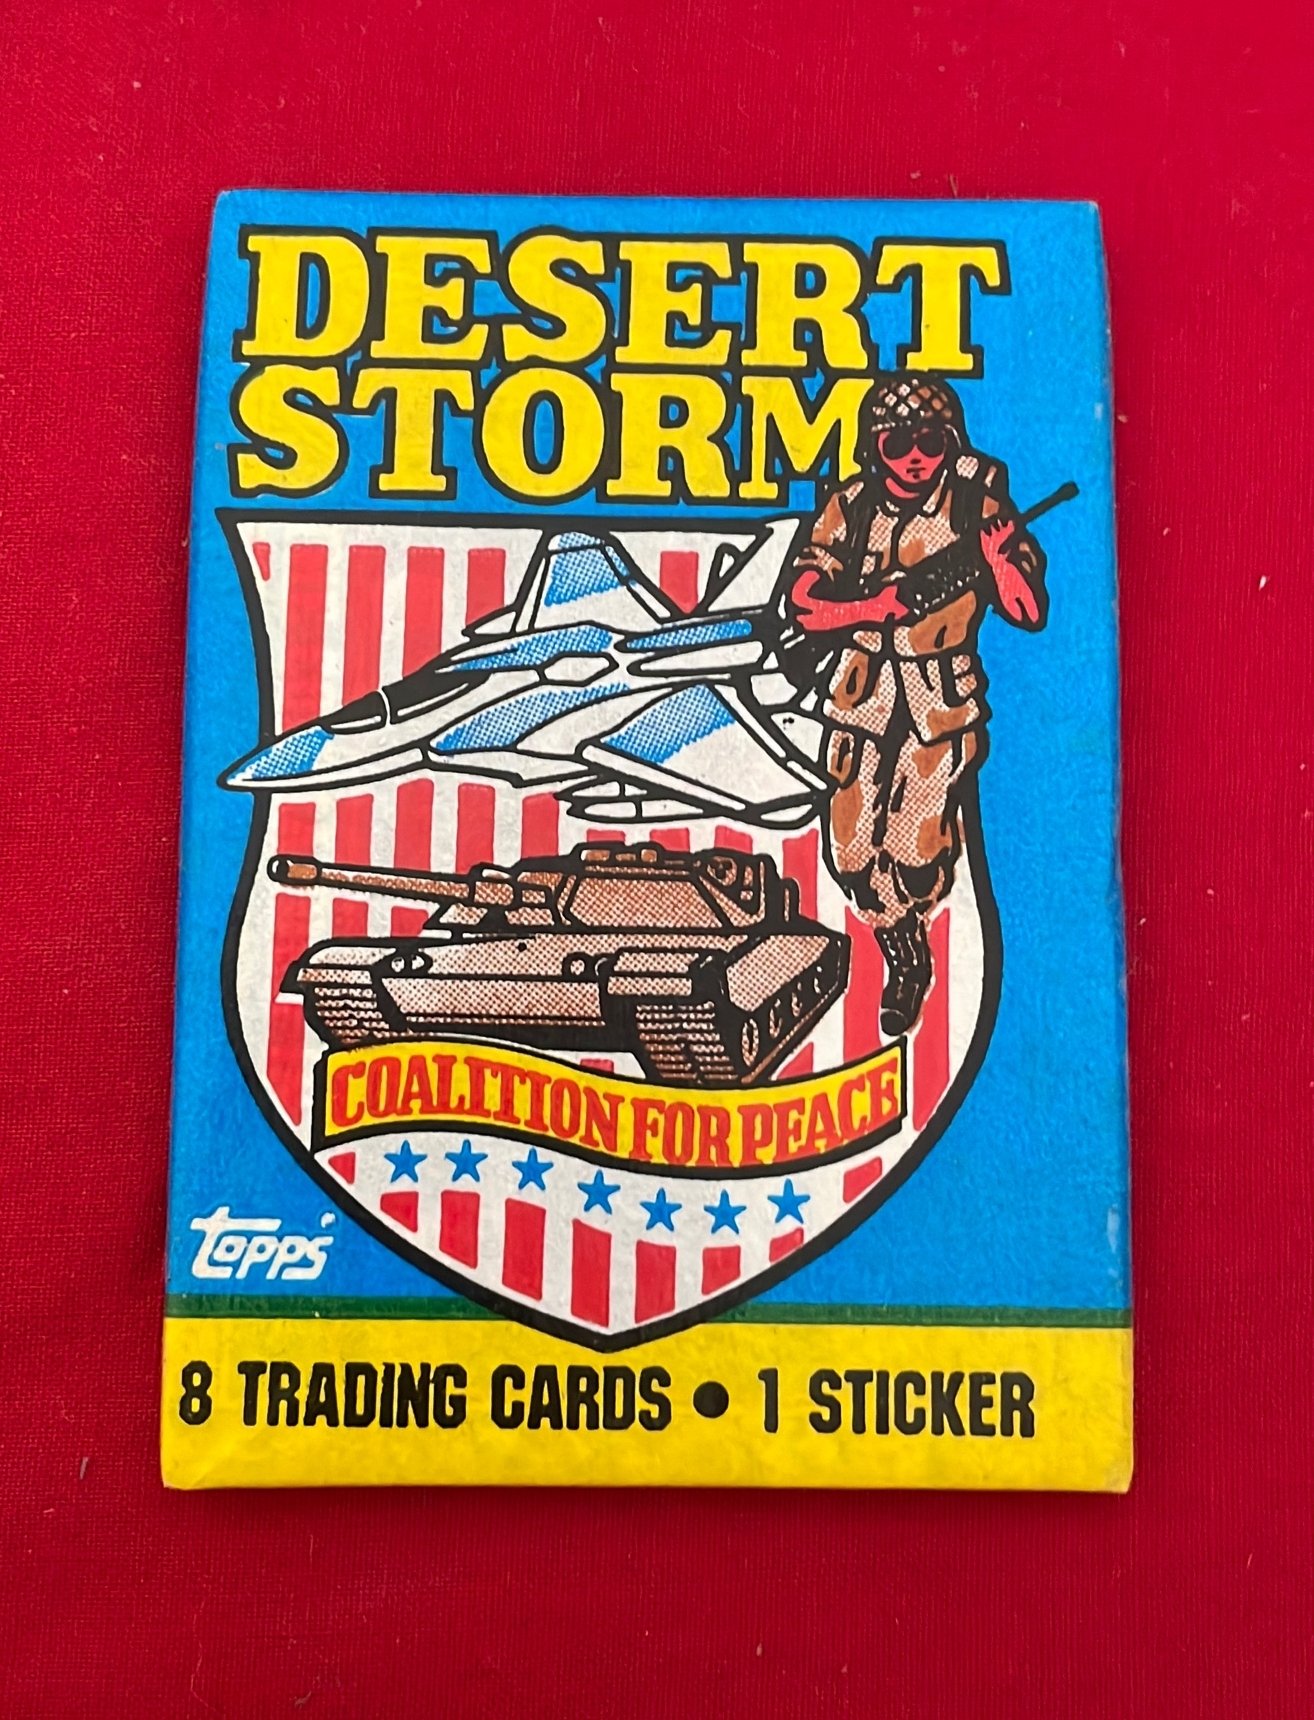 DESERT
STORM
COALITION FOR PEACE
Topps
8 TRADING CARDS • 1 STICKER